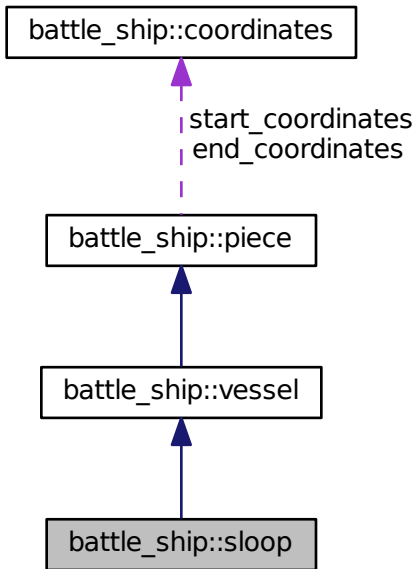 battle_ship::coordinates
start_coordinates
end_coordinates
battle_ship::piece
battle_ship::vessel
battle_ship::sloop